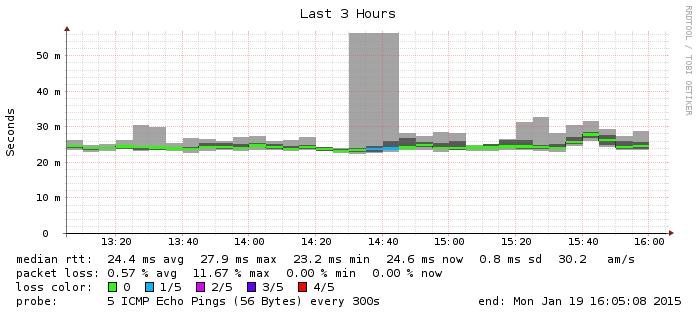 Last 3 Hours
RRDTOOL / TOBI OETIKER
Seconds
50 m
40 m
30 m
20 m
10 m
0
13:20 13:40 14:00 14:20 14:40 15:00 15:20 15:40 16:00
median rtt: 24.4 ms avg 27.9 ms max 23.2 ms min 24.6 ms now 0.8 ms sd 30.2 am/s
packet loss: 0.57 % avg 11.67 % max 0.00 % min 0.00 % now
loss color: 0 1/5 2/5 3/5 4/5
probe: 5 ICMP Echo Pings (56 Bytes) every 300s end: Mon Jan 19 16:05:08 2015